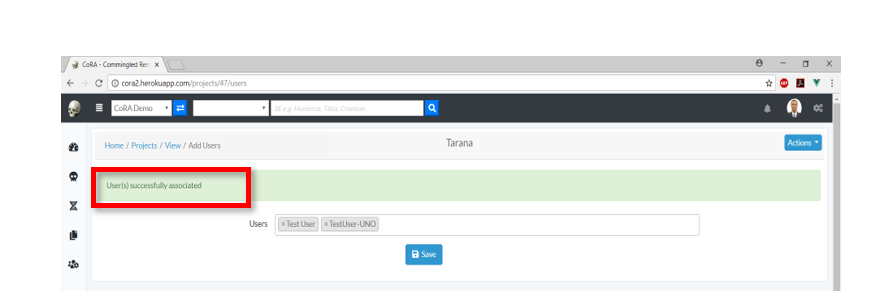 CoRA - Commingled Rem
cora2.herokuapp.com/projects/47/users
CoRA Demo
SE e.g. Humerus, Tibia, Cranium
Home / Projects / View / Add Users
Tarana
Actions
User(s) successfully associated
Users
× Test User
× TestUser-UNO
Save